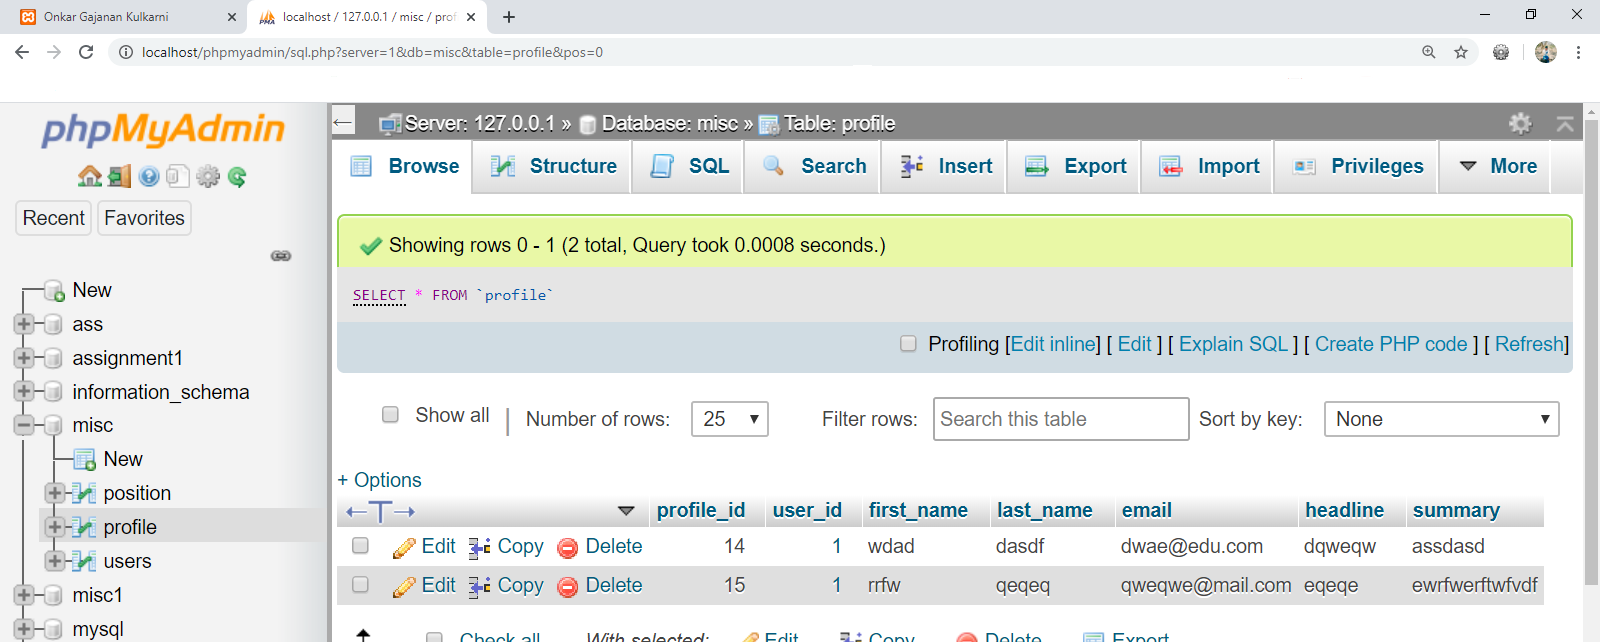 Onkar Gajanan Kulkarni
localhost / 127.0.0.1 / misc / prof
localhost/phpmyadmin/sql.php?server=1&db=misc&table=profile&pos=0
phpMyAdmin
Recent Favorites
New
ass
assignment1
information_schema
misc
New
position
profile
users
misc1
mysql
Server: 127.0.0.1 » Database: misc » Table: profile
Browse Structure SQL Search Insert Export Import Privileges More
Showing rows 0 - 1 (2 total, Query took 0.0008 seconds.)
SELECT * FROM `profile`
Profiling [Edit inline] [ Edit ] [ Explain SQL ] [ Create PHP code ] [ Refresh]
Show all | Number of rows: 25 Filter rows: Search this table Sort by key: None
+ Options
profile_id user_id first_name last_name email headline summary
Edit Copy Delete 14 1 wdad dasdf dwae@edu.com dqweqw assdasd
Edit Copy Delete 15 1 rrfw qeqeq qweqwe@mail.com eqeqe ewrfwerftwfvdf
Check all With selected: Edit Copy Delete Export